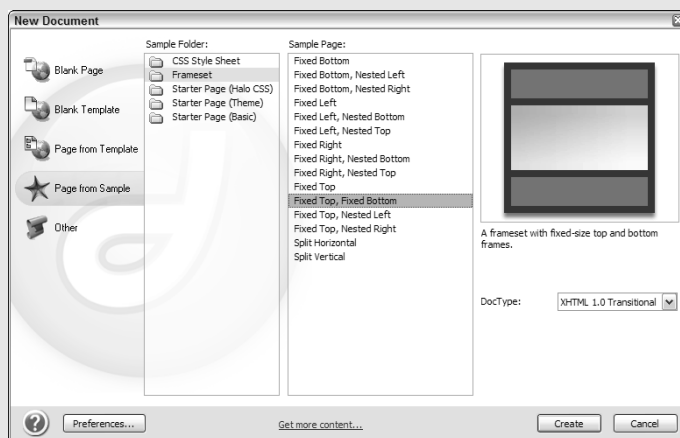 New Document
Blank Page
Blank Template
Page from Template
Page from Sample
Other
Sample Folder:
CSS Style Sheet
Frameset
Starter Page (Halo CSS)
Starter Page (Theme)
Starter Page (Basic)
Sample Page:
Fixed Bottom
Fixed Bottom, Nested Left
Fixed Bottom, Nested Right
Fixed Left
Fixed Left, Nested Bottom
Fixed Left, Nested Top
Fixed Right
Fixed Right, Nested Bottom
Fixed Right, Nested Top
Fixed Top
Fixed Top, Fixed Bottom
Fixed Top, Nested Left
Fixed Top, Nested Right
Split Horizontal
Split Vertical
A frameset with fixed-size top and bottom
frames.
DocType: XHTML 1.0 Transitional
? Preferences... Get more content... Create Cancel